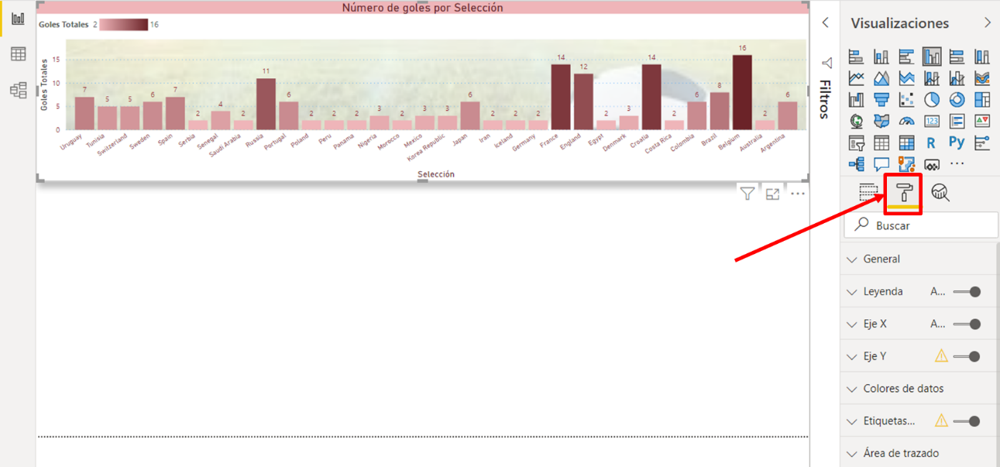 Número de goles por Selección
Goles Totales 2 16
Goles Totales
15
10
5
0
7 5 5 6 7 2 4 2 11 6 2 2 2 3 2 3 3 6 2 2 2 14 12 2 3 14 2 6 8 16 2 6
Uruguay Tunisia Switzerland Sweden Spain Serbia Senegal Saudi Arabia Russia Portugal Poland Peru Panama Nigeria Morocco Mexico Korea Republic Japan Iran Iceland Germany France England Egypt Denmark Croatia Costa Rica Colombia Brazil Belgium Australia Argentina
Selección
Filtros
Visualizaciones
123
R Py
Buscar
General
Leyenda A...
Eje X A...
Eje Y
Colores de datos
Etiquetas...
Área de trazado